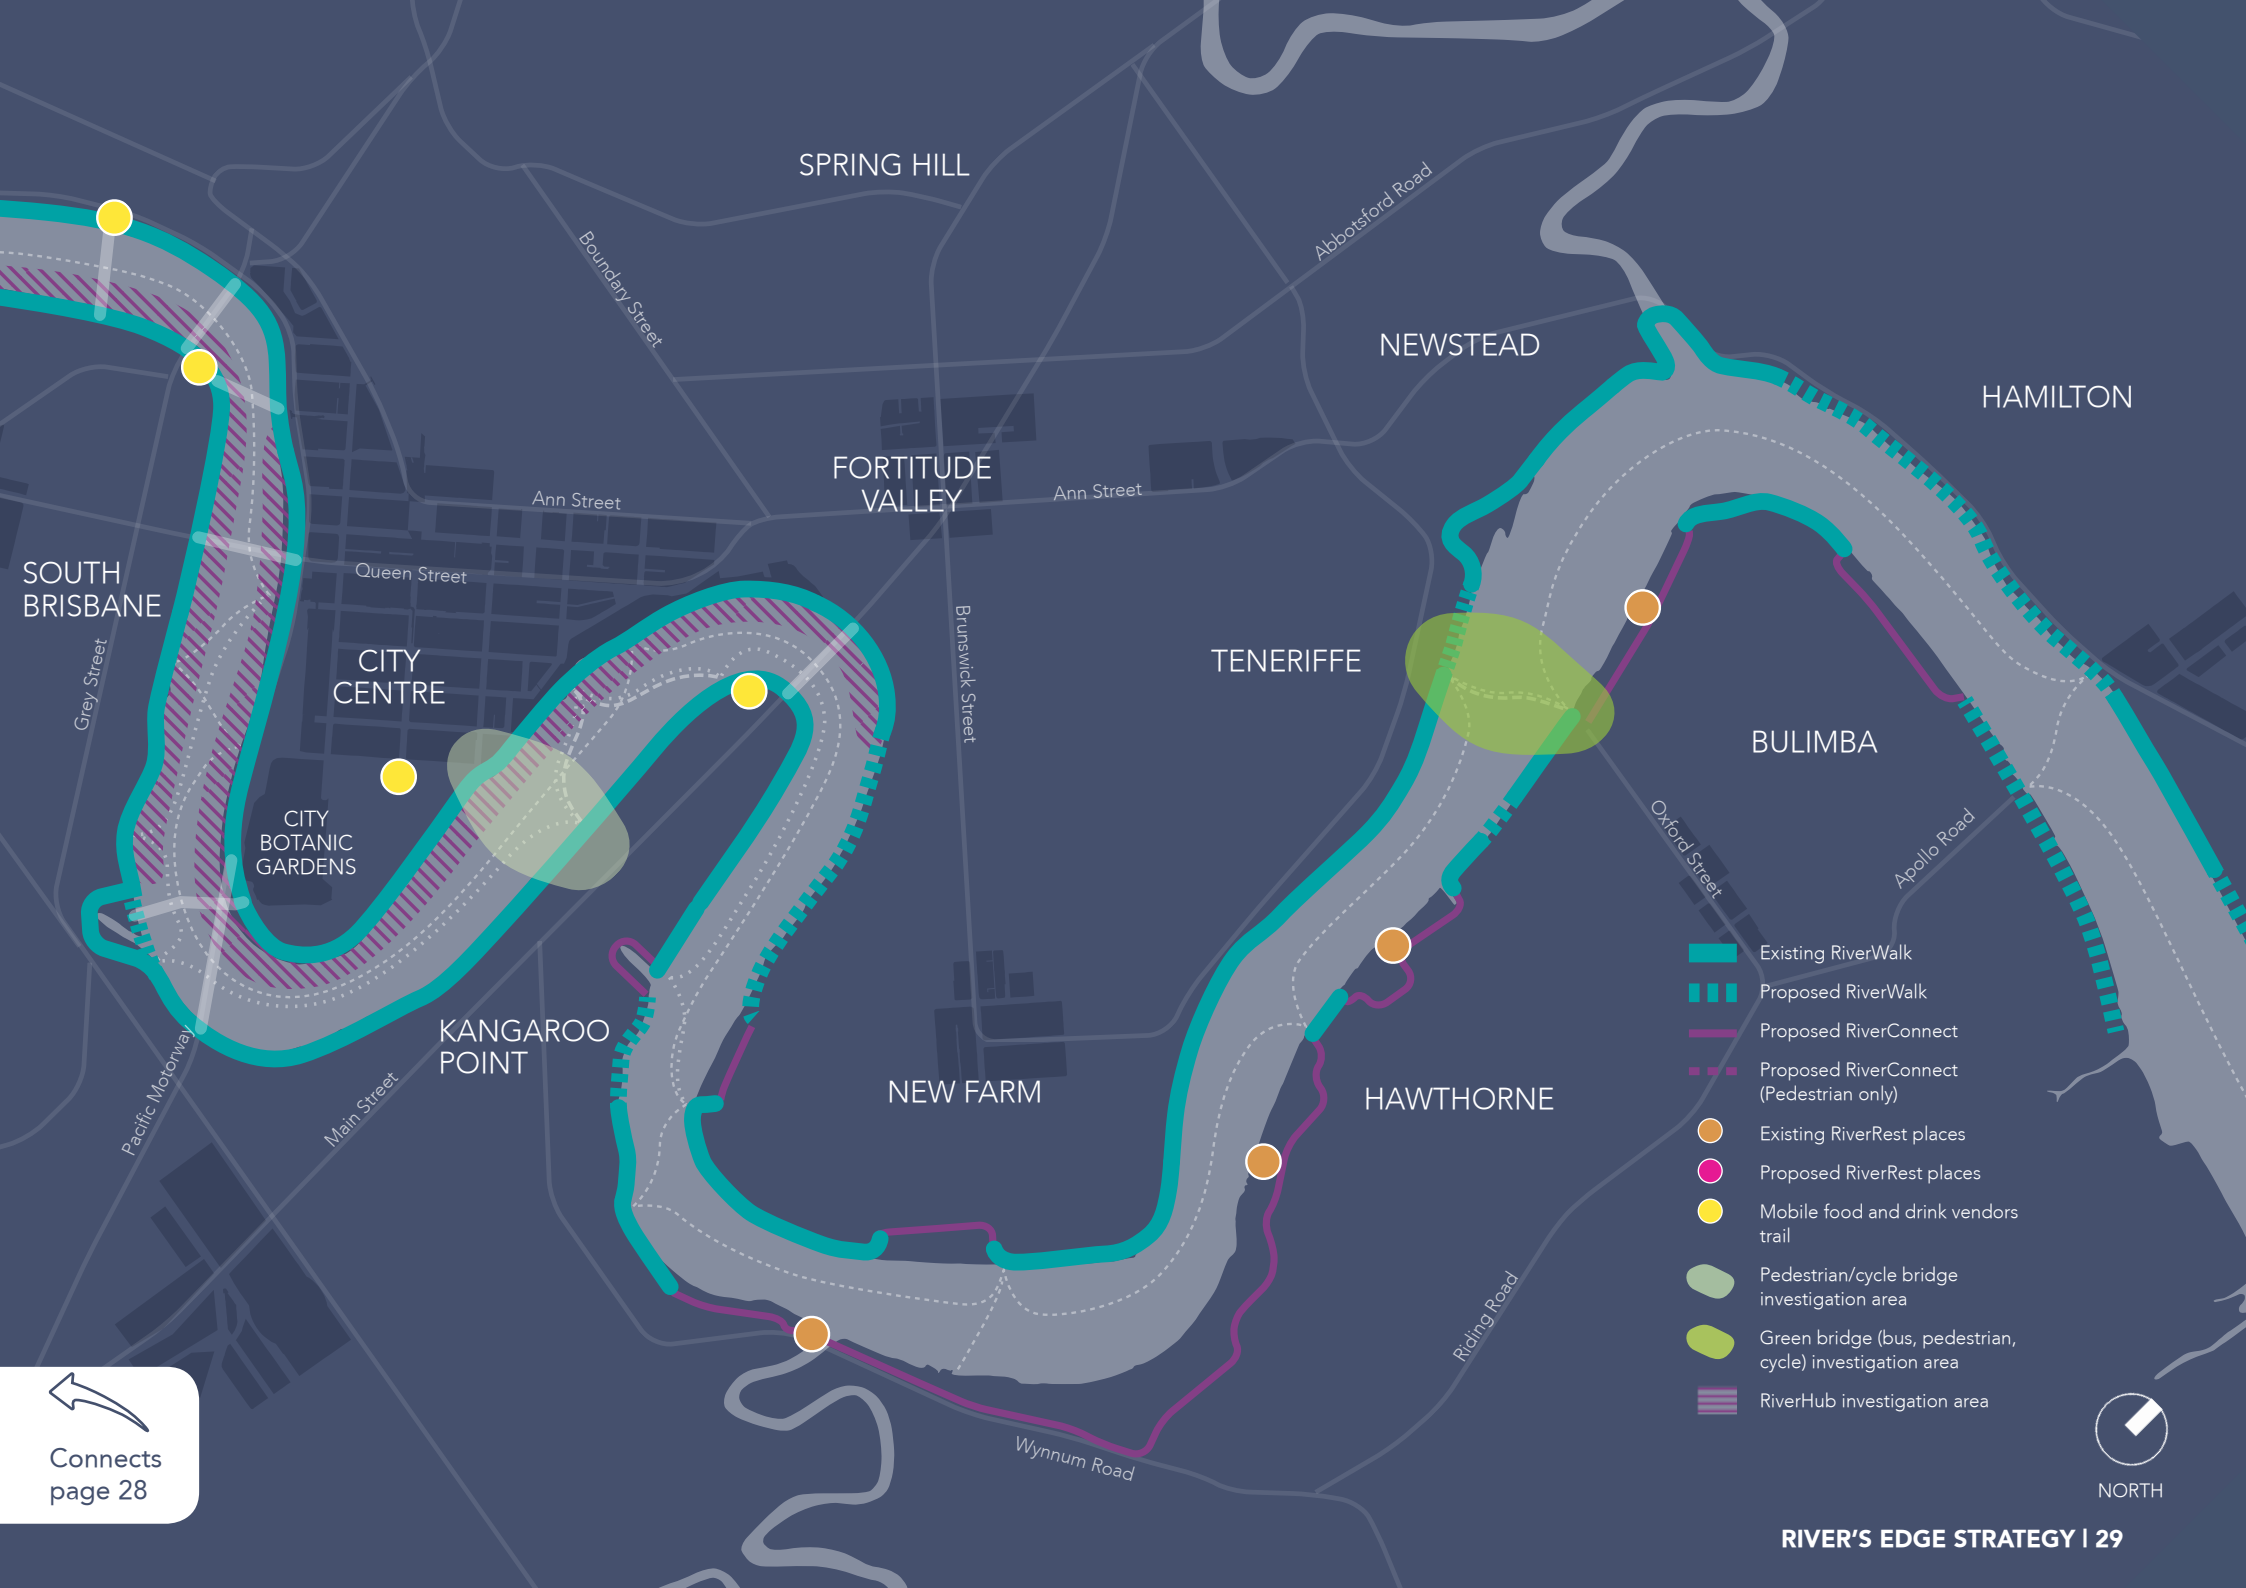 SPRING HILL
Abbotsford Road
Boundary Street
NEWSTEAD
HAMILTON
FORTITUDE
VALLEY
Ann Street
Ann Street
SOUTH
BRISBANE
Queen Street
Grey Street
CITY
CENTRE
Brunswick Street
TENERIFFE
BULIMBA
CITY
BOTANIC
GARDENS
Oxford Street
Apollo Road
KANGAROO
POINT
Pacific Motorway
Main Street
NEW FARM
HAWTHORNE
Riding Road
Wynnum Road
Existing RiverWalk
Proposed RiverWalk
Proposed RiverConnect
Proposed RiverConnect
(Pedestrian only)
Existing RiverRest places
Proposed RiverRest places
Mobile food and drink vendors
trail
Pedestrian/cycle bridge
investigation area
Green bridge (bus, pedestrian,
cycle) investigation area
RiverHub investigation area
Connects
page 28
NORTH
RIVER'S EDGE STRATEGY | 29